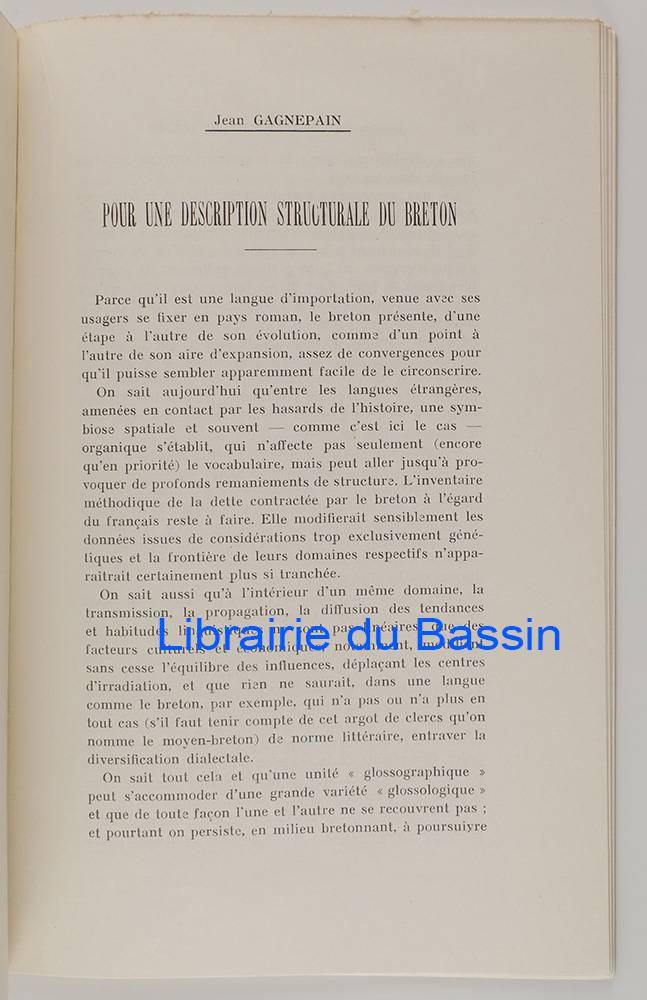 Jean GAGNEPAIN
POUR UNE DESCRIPTION STRUCTURALE DU BRETON
Parce qu'il est une langue d'importation, venue avec ses
usagers se fixer en pays roman, le breton présente, d'une
étape à l'autre de son évolution, comme d'un point à
l'autre de son aire d'expansion, assez de convergences pour
qu'il puisse sembler apparemment facile de le circonscrire.
On sait aujourd'hui qu'entre les langues étrangères,
amenées en contact par les hasards de l'histoire, une sym-
biose spatiale et souvent — comme c'est ici le cas —
organique s'établit, qui n'affecte pas seulement (encore
qu'en priorité) le vocabulaire, mais peut aller jusqu'à pro-
voquer de profonds remaniements de structure. L'inventaire
méthodique de la dette contractée par le breton à l'égard
du français reste à faire. Elle modifierait sensiblement les
données issues de considérations trop exclusivement géné-
tiques et la frontière de leurs domaines respectifs n'appa-
raîtrait certainement plus si tranchée.
On sait aussi qu'à l'intérieur d'un même domaine, la
transmission, la propagation, la diffusion des tendances
et habitudes linguistiques ne sont pas linéaires, que des
Librairie du Bassin
facteurs culturels et économiques, notamment, modifient
sans cesse l'équilibre des influences, déplaçant les centres
d'irradiation, et que rien ne saurait, dans une langue
comme le breton, par exemple, qui n'a pas ou n'a plus en
tout cas (s'il faut tenir compte de cet argot de clercs qu'on
nomme le moyen-breton) de norme littéraire, entraver la
diversification dialectale.
On sait tout cela et qu'une unité « glossographique »
peut s'accommoder d'une grande variété « glossologique »
et que de toute façon l'une et l'autre ne se recouvrent pas ;
et pourtant on persiste, en milieu bretonnant, à poursuivre